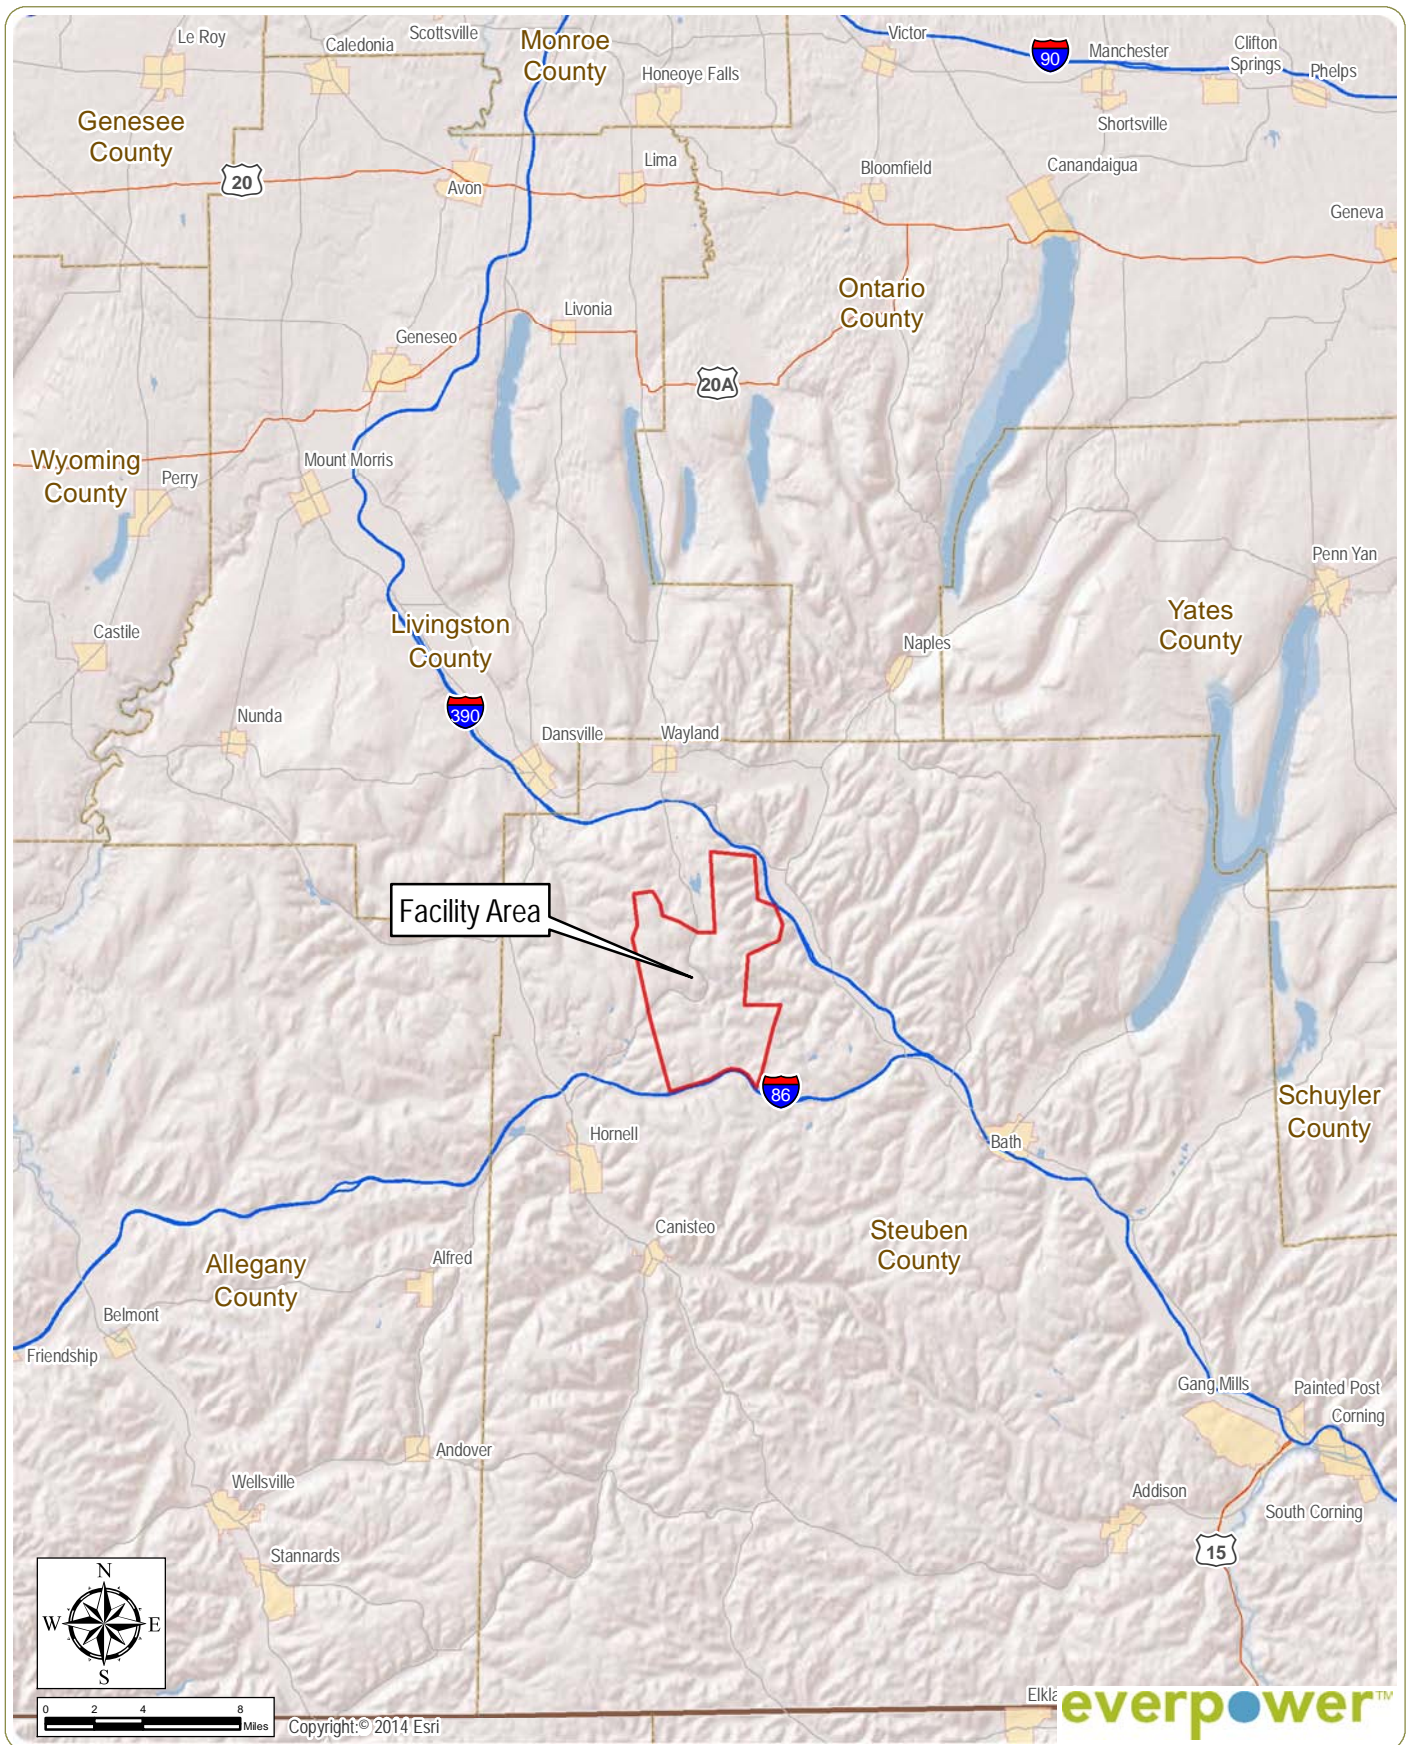 Le Roy
Caledonia
Scottsville
Monroe
County
Honeoye Falls
Victor
90
Manchester
Clifton
Springs
Phelps
Shortsville
Genesee
County
20
Avon
Lima
Bloomfield
Canandaigua
Geneva
Ontario
County
Livonia
Geneseo
20A
Wyoming
County
Perry
Mount Morris
Penn Yan
Castile
Livingston
County
Naples
Yates
County
390
Nunda
Dansville
Wayland
Facility Area
86
Schuyler
County
Hornell
Bath
Canisteo
Steuben
County
Allegany
County
Alfred
Belmont
Friendship
Gang Mills
Painted Post
Corning
Andover
Wellsville
Addison
South Corning
15
Stannards
N
W
E
S
0 2 4 8
Miles
Copyright:© 2014 Esri
Elkla
everpower™